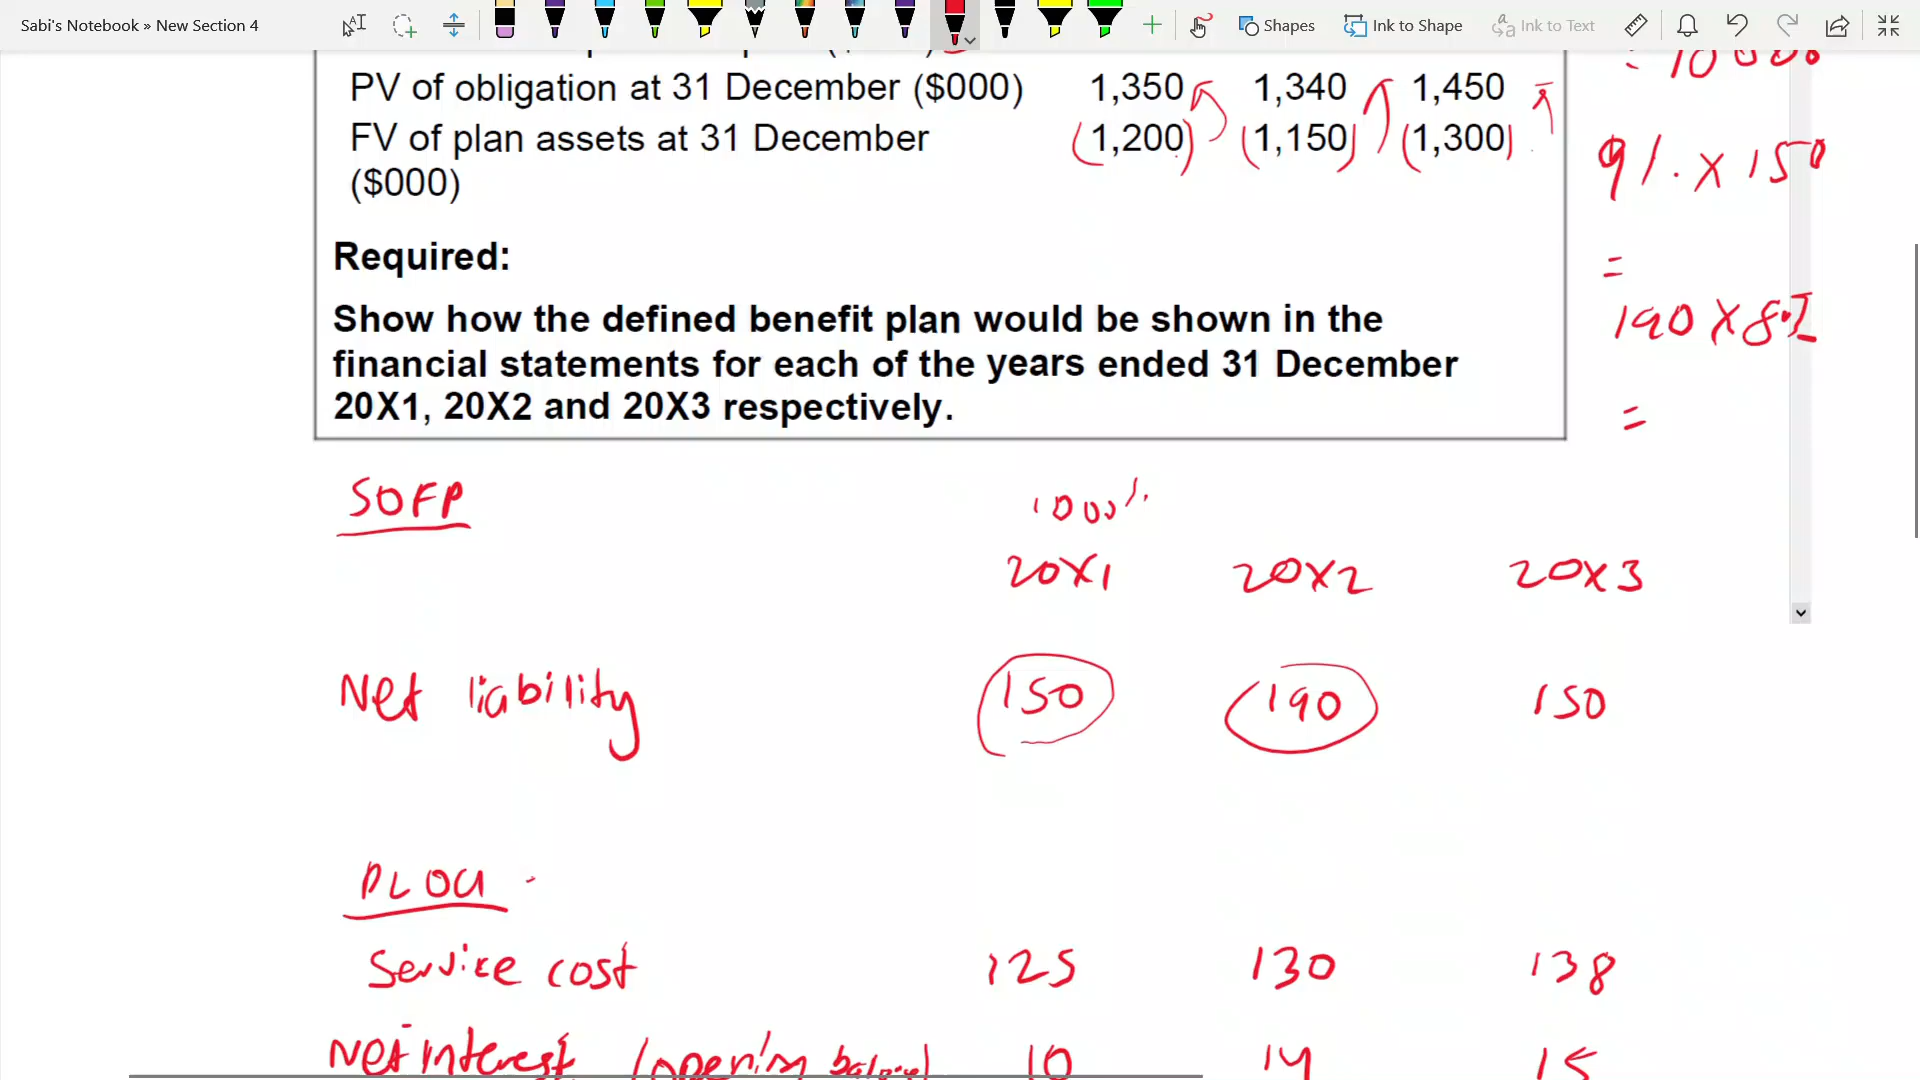 Sabi's Notebook » New Section 4
Shapes
Ink to Shape
Ink to Text
PV of obligation at 31 December ($000) 1,350 1,340 1,450
FV of plan assets at 31 December (1,200) (1,150) (1,300)
($000)
Required:
Show how the defined benefit plan would be shown in the
financial statements for each of the years ended 31 December
20X1, 20X2 and 20X3 respectively.
9%. x 150
=
190 x 8%
=
SOFP
20X1 20X2 20X3
Net liability 150 190 150
Service cost 125 130 138
Net interest (opening balance) 10 14 15